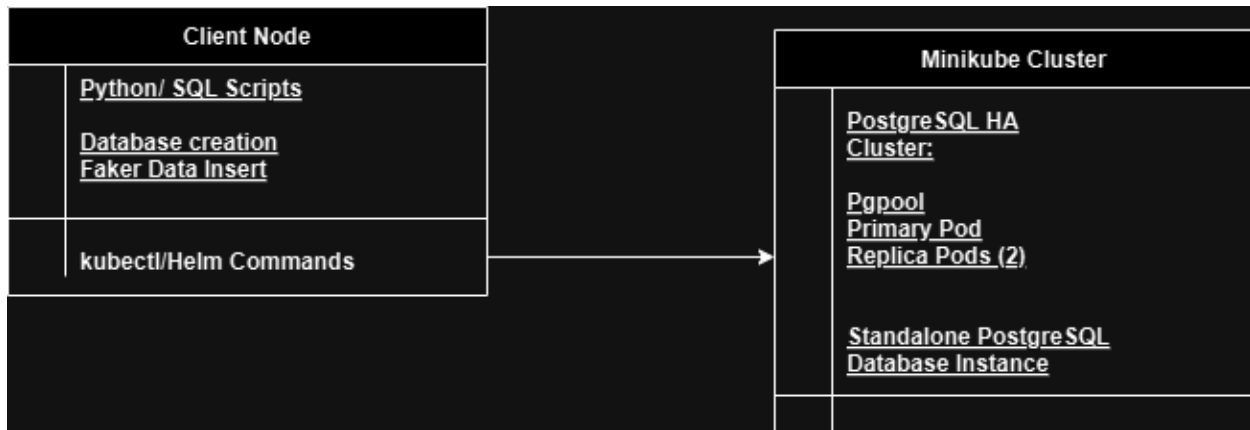 Client Node
Python/ SQL Scripts
Database creation
Faker Data Insert
kubectl/Helm Commands
Minikube Cluster
PostgreSQL HA
Cluster:
Pgpool
Primary Pod
Replica Pods (2)
Standalone PostgreSQL
Database Instance